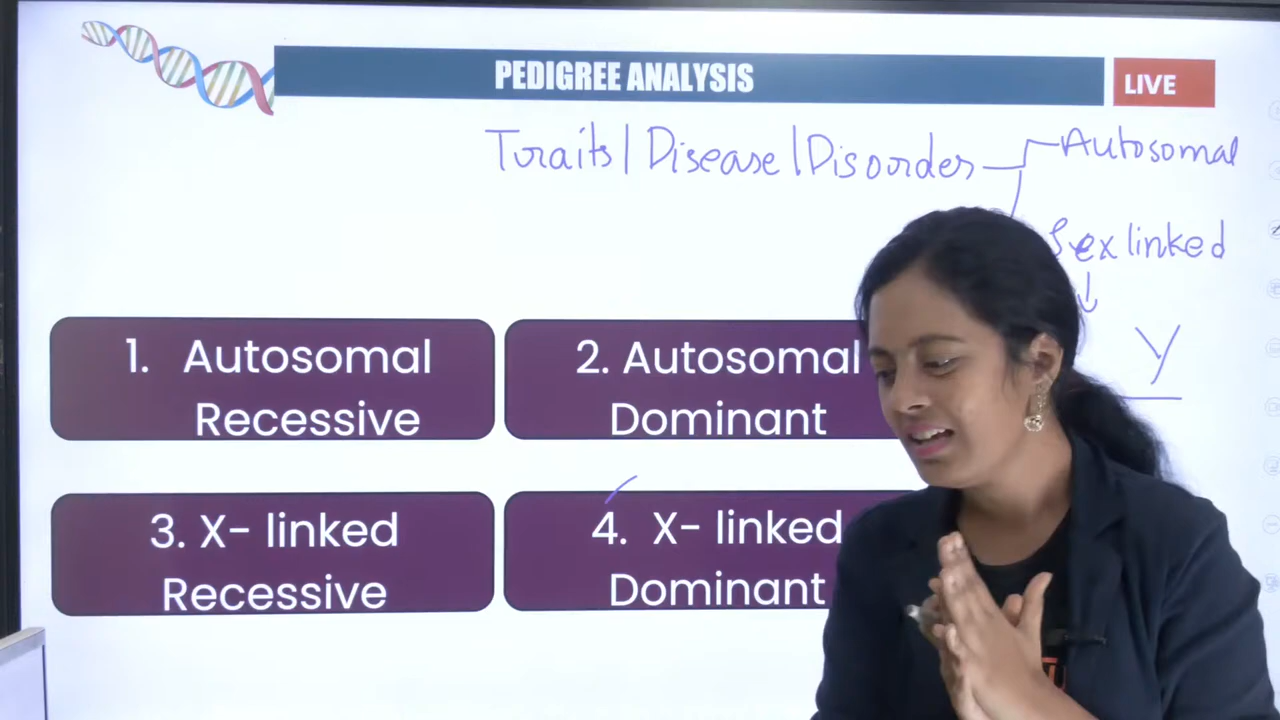 PEDIGREE ANALYSIS
LIVE
Traits | Disease | Disorder
Autosomal
Sex linked
Y
1. Autosomal
Recessive
2. Autosomal
Dominant
3. X- linked
Recessive
4. X- linked
Dominant